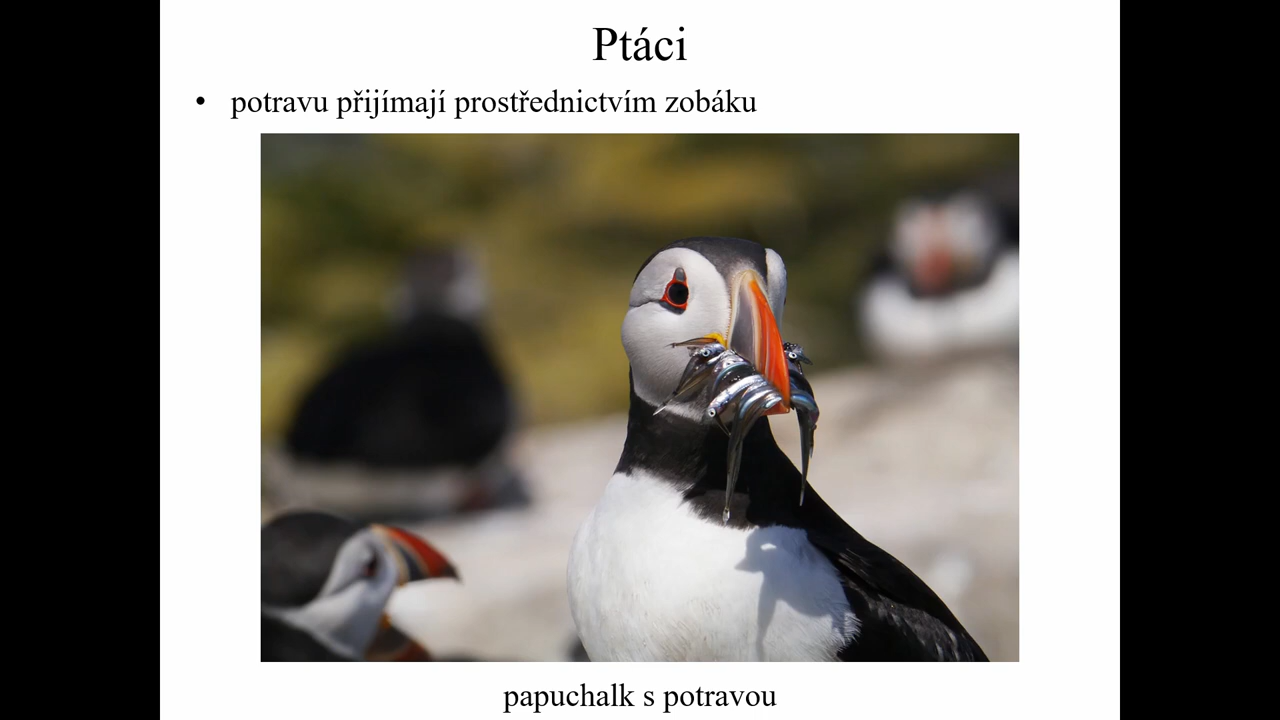 Ptáci
• potravu přijímají prostřednictvím zobáku
papuchalk s potravou